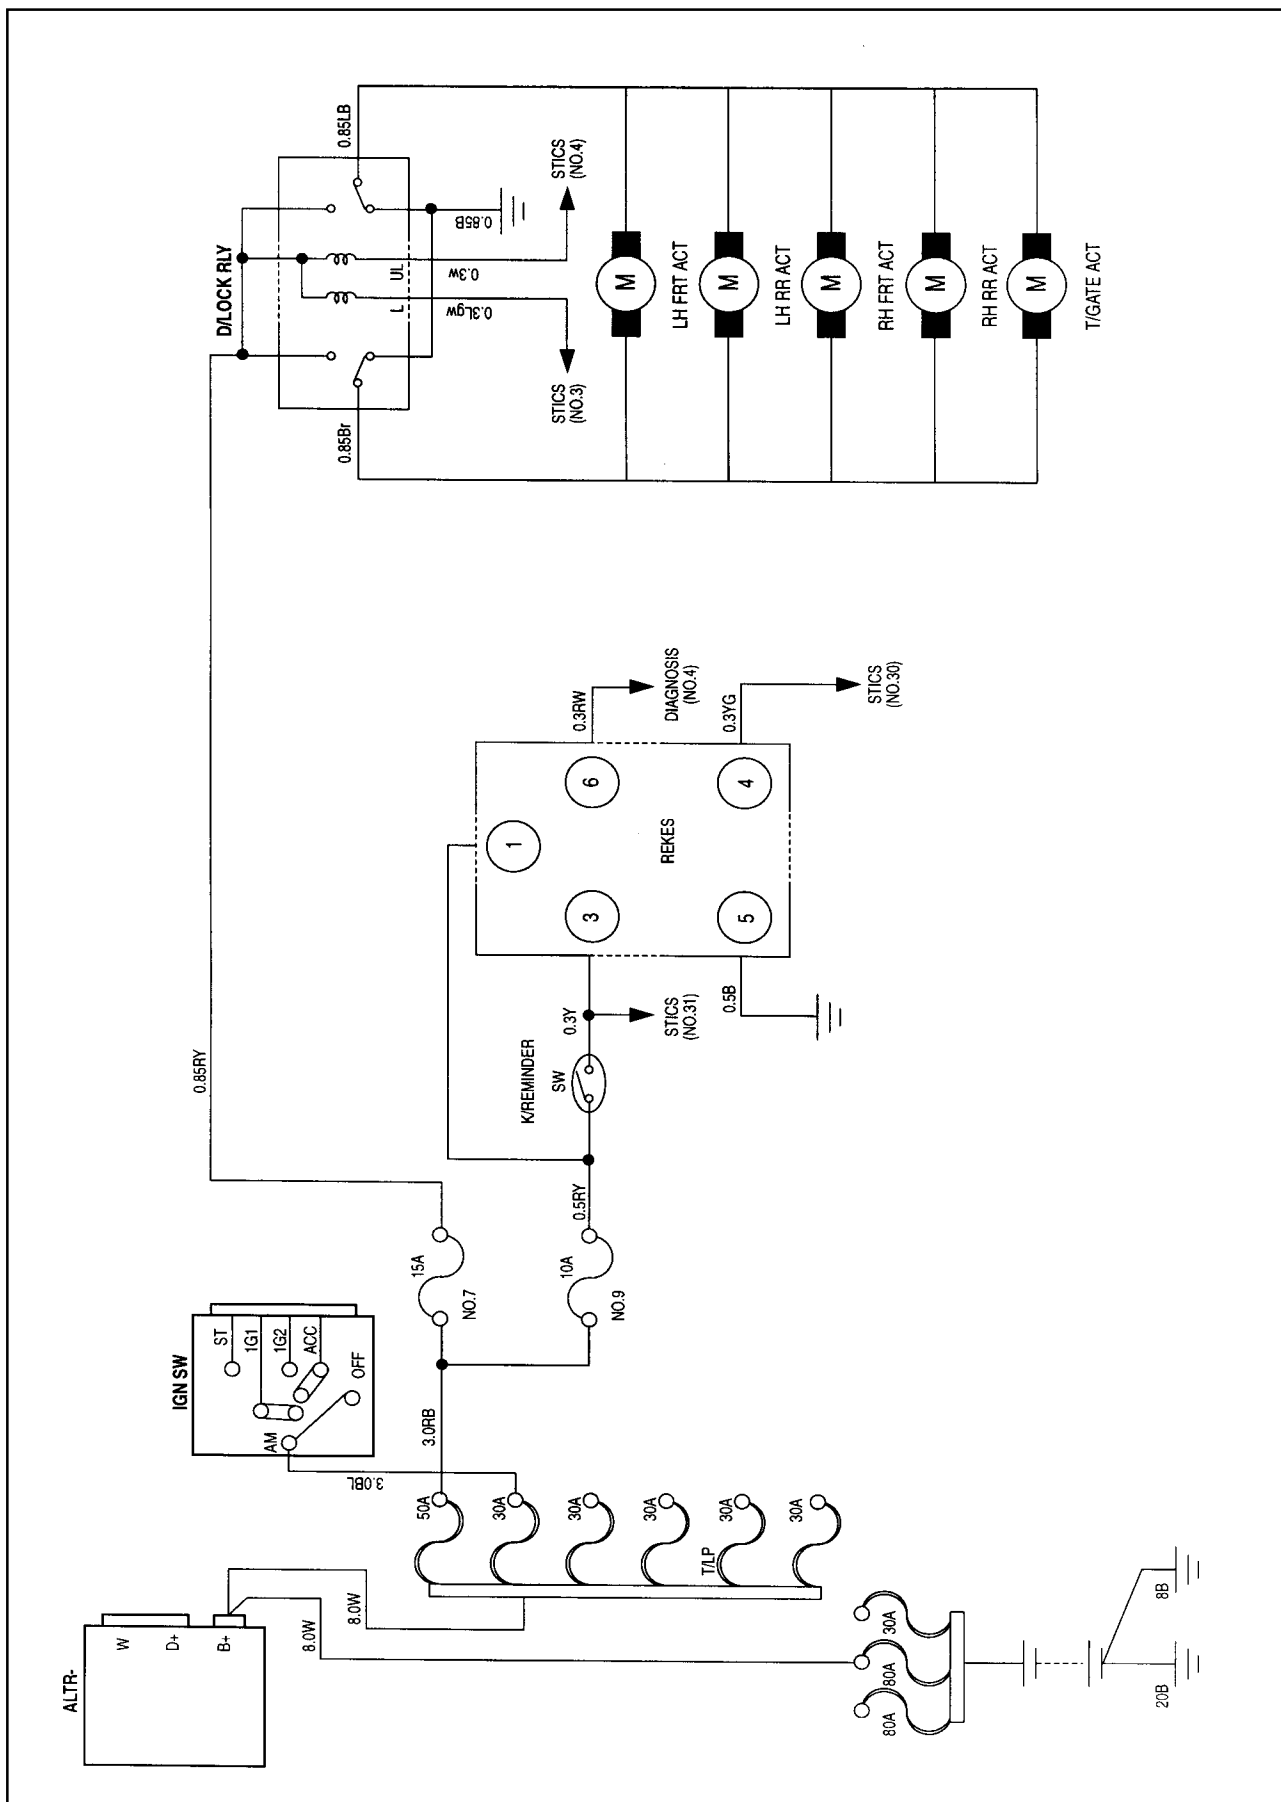 ALTR-
W
D+
B+
8.0W
8.0W
IGN SW
ST
1G1
1G2
ACC
OFF
AM
3.0BL
50A
30A
30A
30A
T/LP
30A
30A
80A
80A
30A
20B
8B
3.0RB
15A
NO.7
10A
NO.9
0.85RY
0.5RY
K/REMINDER
SW
0.3Y
STICS
(NO.31)
0.5B
1
3
6
REKES
5
4
0.3RW
DIAGNOSIS
(NO.4)
0.3YG
STICS
(NO.30)
D/LOCK RLY
0.85Br
0.85LB
L
UL
0.3Lgw
0.3w
0.85B
STICS
(NO.3)
STICS
(NO.4)
M
LH FRT ACT
M
LH RR ACT
M
RH FRT ACT
M
RH RR ACT
M
T/GATE ACT